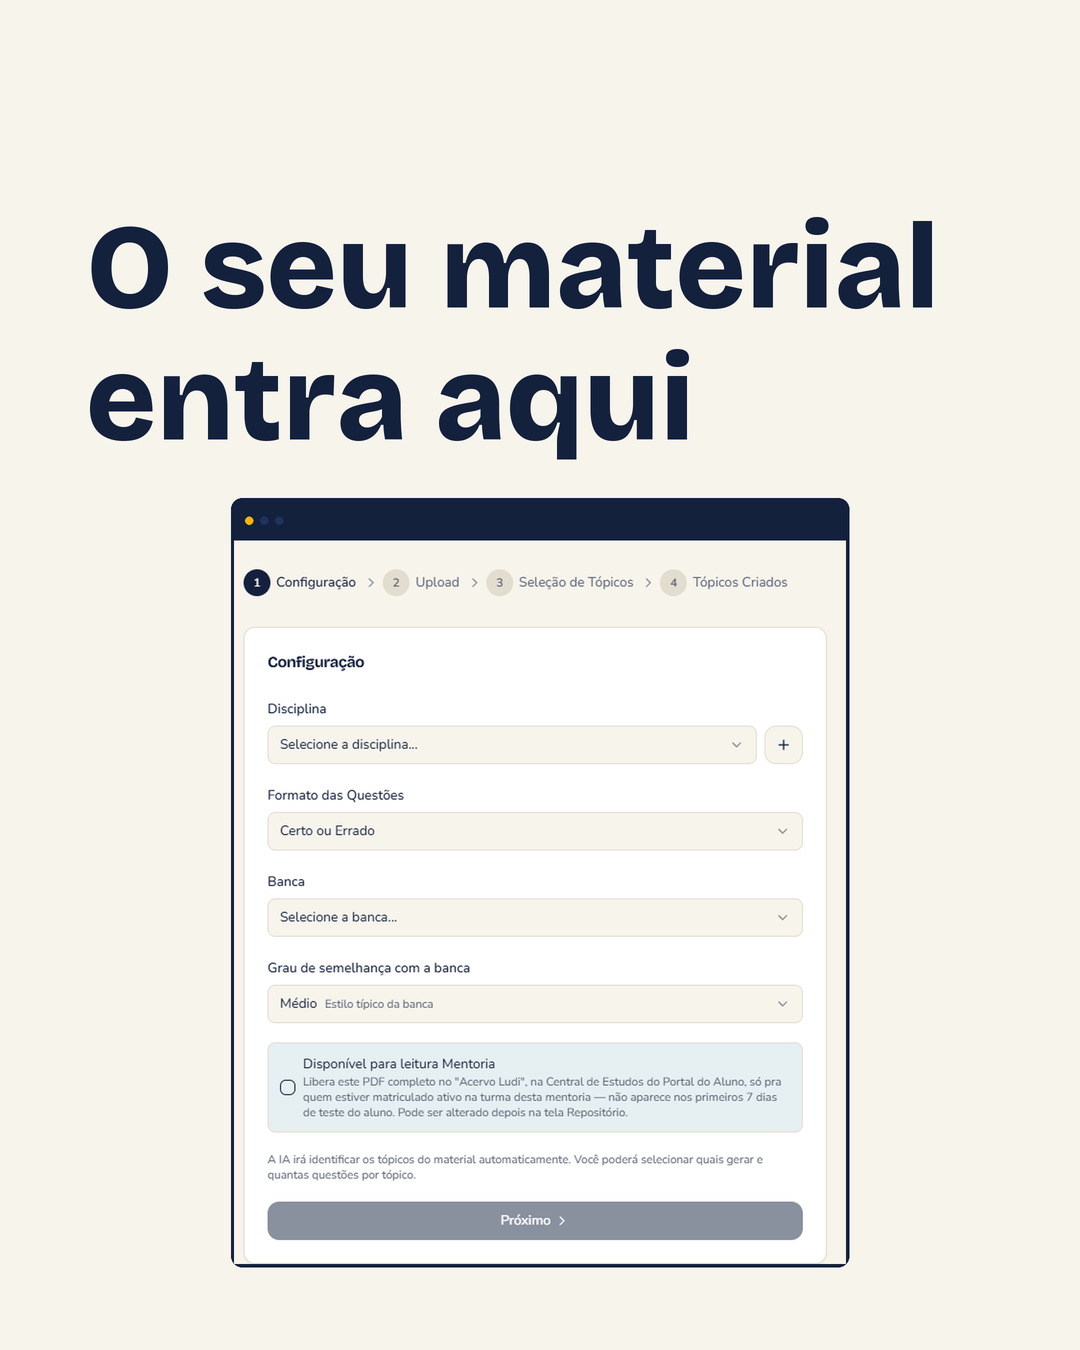 O seu material
entra aqui
1 Configuração > 2 Upload > 3 Seleção de Tópicos > 4 Tópicos Criados
Configuração
Disciplina
Selecione a disciplina...
+
Formato das Questões
Certo ou Errado
Banca
Selecione a banca...
Grau de semelhança com a banca
Médio Estilo típico da banca
Disponível para leitura Mentoria
Libera este PDF completo no "Acervo Ludi", na Central de Estudos do Portal do Aluno, só pra
quem estiver matriculado ativo na turma desta mentoria — não aparece nos primeiros 7 dias
de teste do aluno. Pode ser alterado depois na tela Repositório.
A IA irá identificar os tópicos do material automaticamente. Você poderá selecionar quais gerar e
quantas questões por tópico.
Próximo >